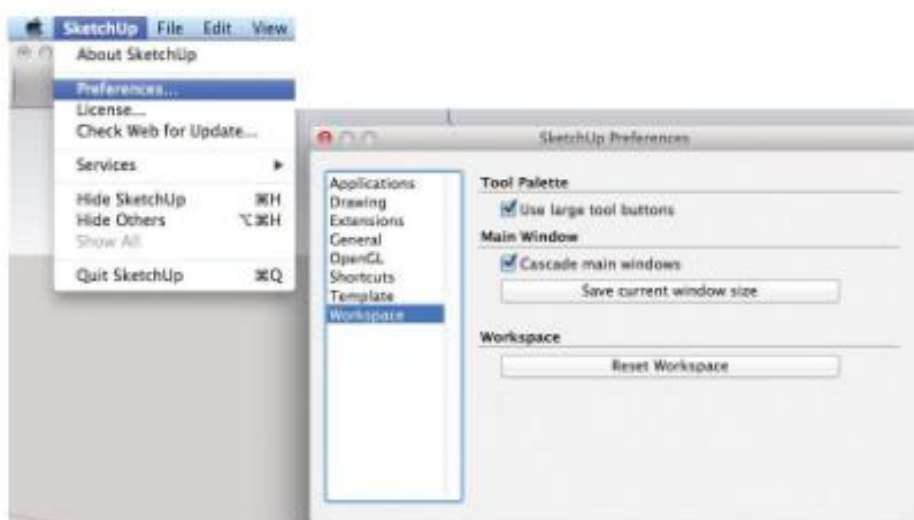 SketchUp File Edit View
About SketchUp
Preferences...
License...
Check Web for Update...
Services
Hide SketchUp ⌘H
Hide Others ⌥⌘H
Show All
Quit SketchUp ⌘Q
SketchUp Preferences
Applications
Drawing
Extensions
General
OpenGL
Shortcuts
Template
Workspace
Tool Palette
Use large tool buttons
Main Window
Cascade main windows
Save current window size
Workspace
Reset Workspace